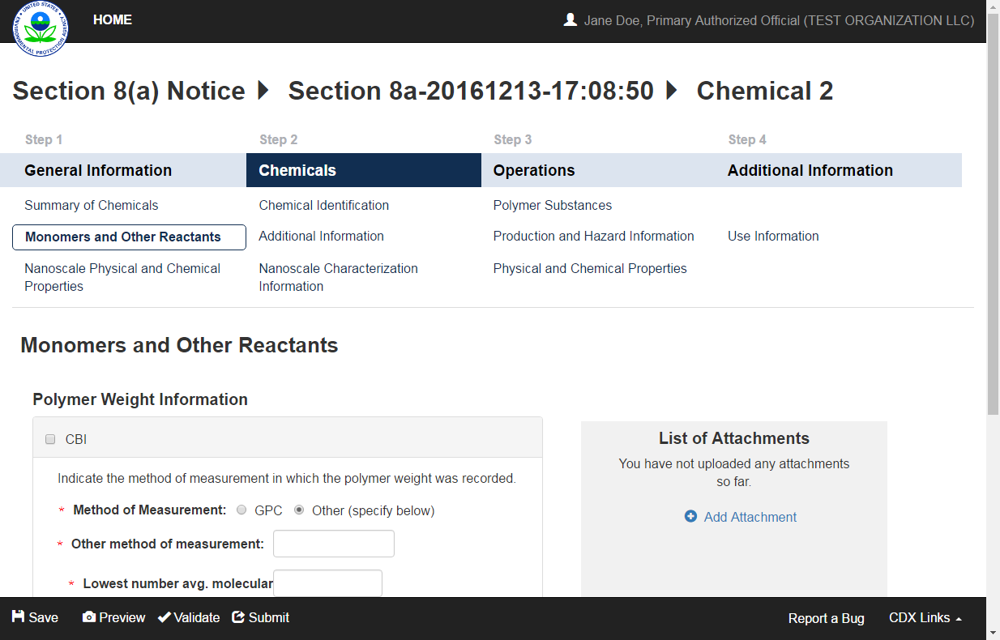 UNITED STATES
ENVIRONMENTAL PROTECTION AGENCY
HOME
Jane Doe, Primary Authorized Official (TEST ORGANIZATION LLC)
Section 8(a) Notice Section 8a-20161213-17:08:50 Chemical 2
Step 1 Step 2 Step 3 Step 4
General Information Chemicals Operations Additional Information
Summary of Chemicals Chemical Identification Polymer Substances
Monomers and Other Reactants Additional Information Production and Hazard Information Use Information
Nanoscale Physical and Chemical Nanoscale Characterization Physical and Chemical Properties
Properties Information
Monomers and Other Reactants
Polymer Weight Information
CBI
Indicate the method of measurement in which the polymer weight was recorded.
* Method of Measurement: GPC Other (specify below)
* Other method of measurement:
* Lowest number avg. molecular
List of Attachments
You have not uploaded any attachments
so far.
Add Attachment
Save Preview Validate Submit Report a Bug CDX Links